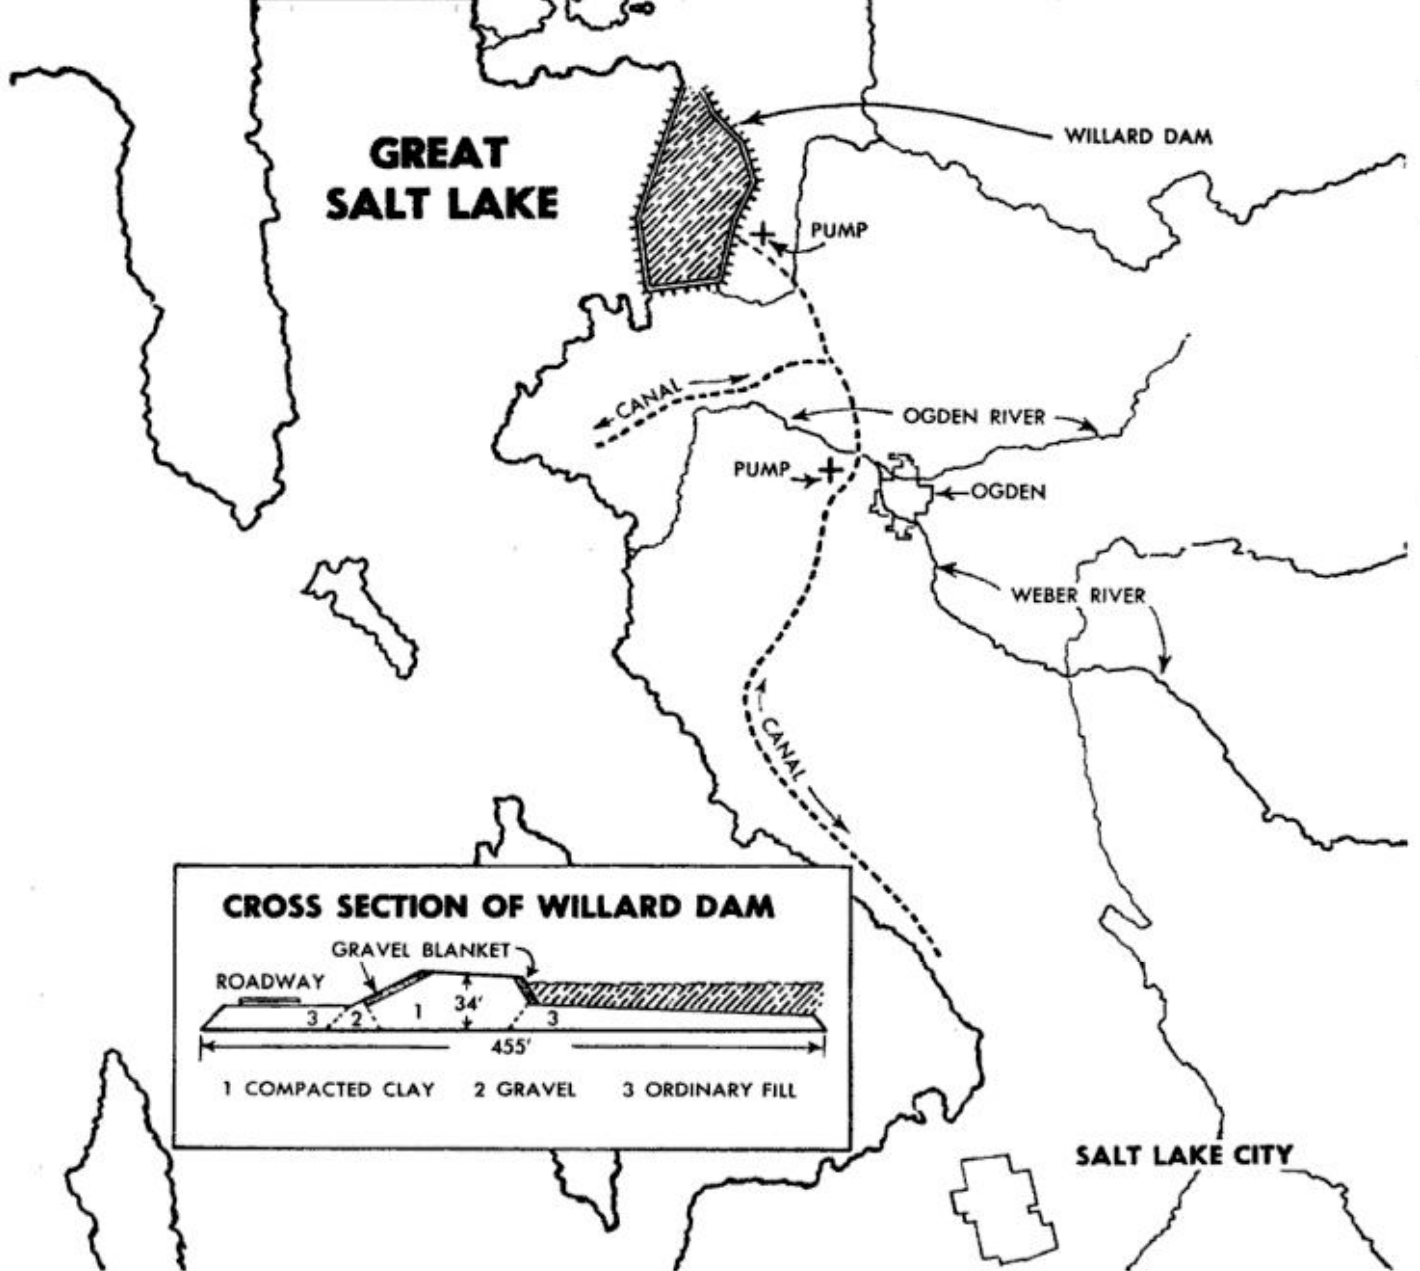 GREAT
SALT LAKE
WILLARD DAM
PUMP
CANAL
OGDEN RIVER
PUMP
OGDEN
WEBER RIVER
CANAL
CROSS SECTION OF WILLARD DAM
GRAVEL BLANKET
ROADWAY
3 2 1 34' 3
455'
1 COMPACTED CLAY 2 GRAVEL 3 ORDINARY FILL
SALT LAKE CITY